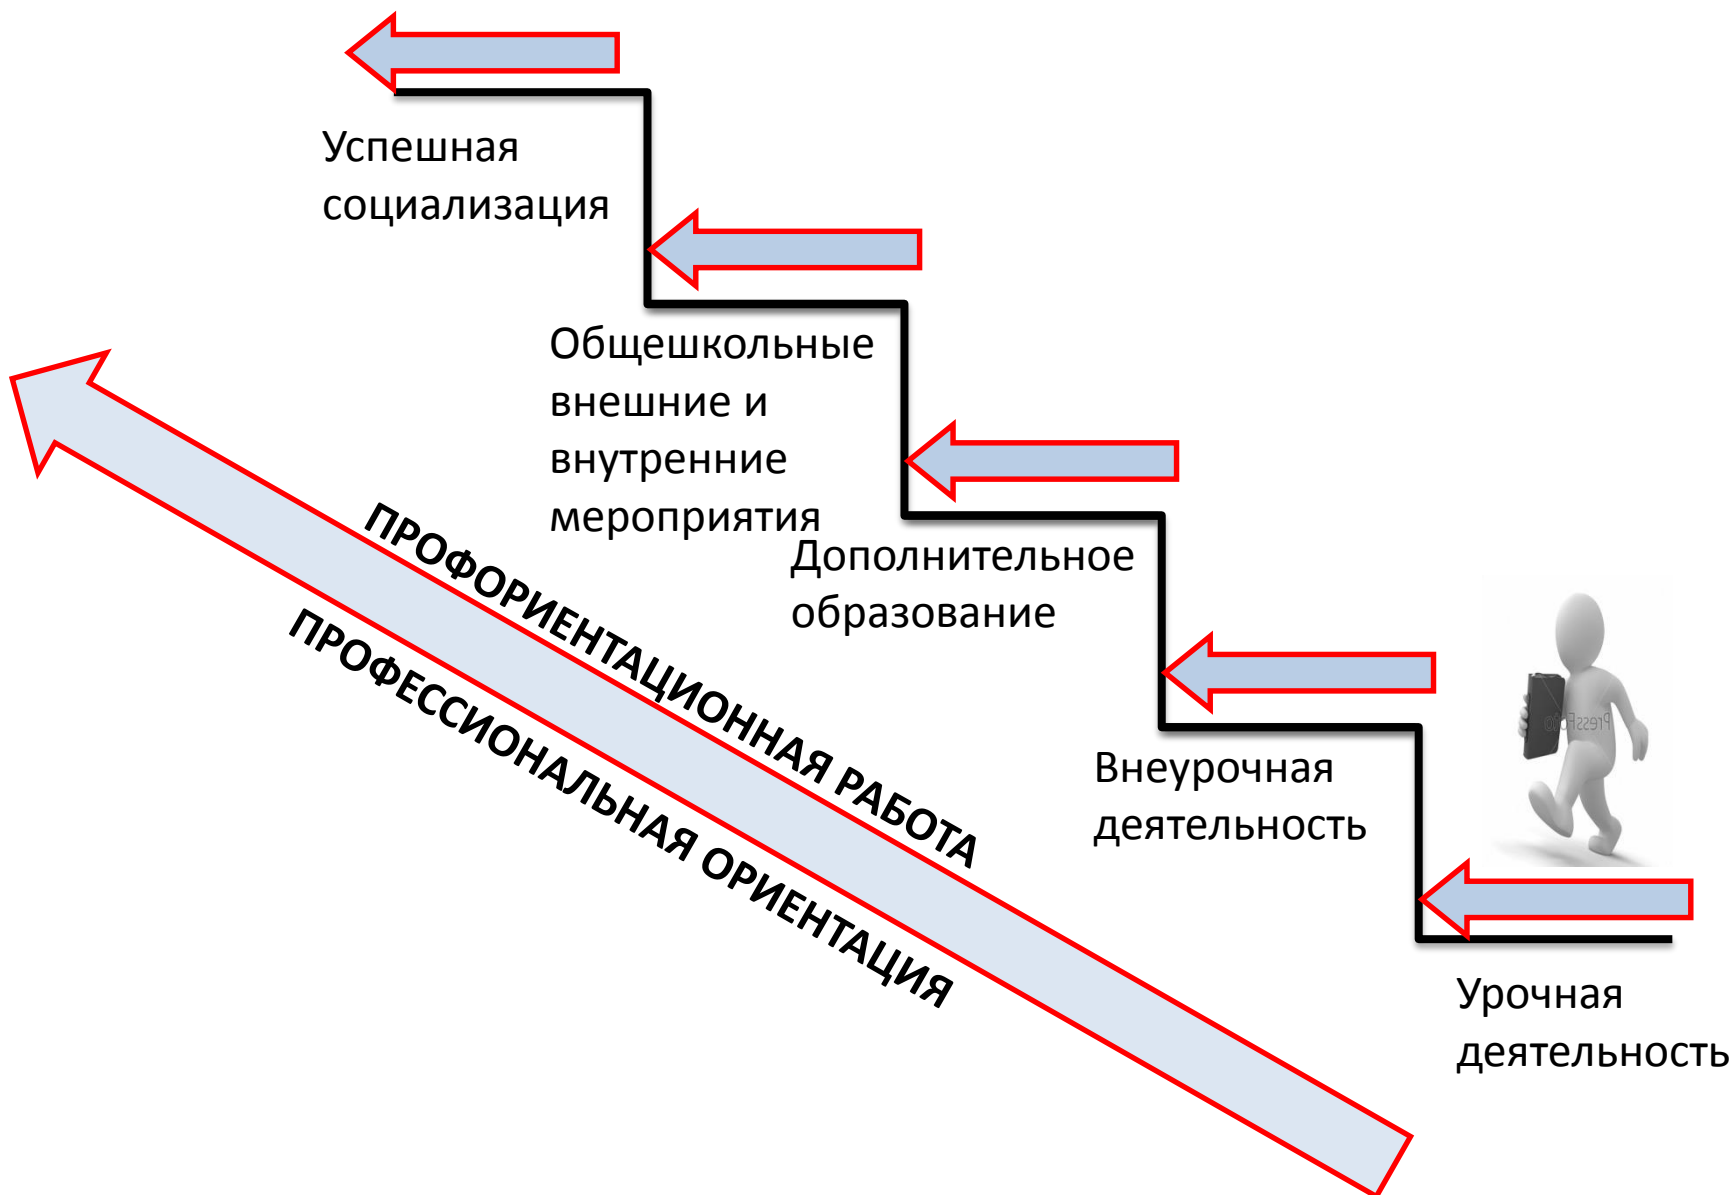 Успешная
социализация
Общешкольные
внешние и
внутренние
мероприятия
Дополнительное
образование
ПРОФОРИЕНТАЦИОННАЯ РАБОТА
ПРОФЕССИОНАЛЬНАЯ ОРИЕНТАЦИЯ
Внеурочная
деятельность
Урочная
деятельность